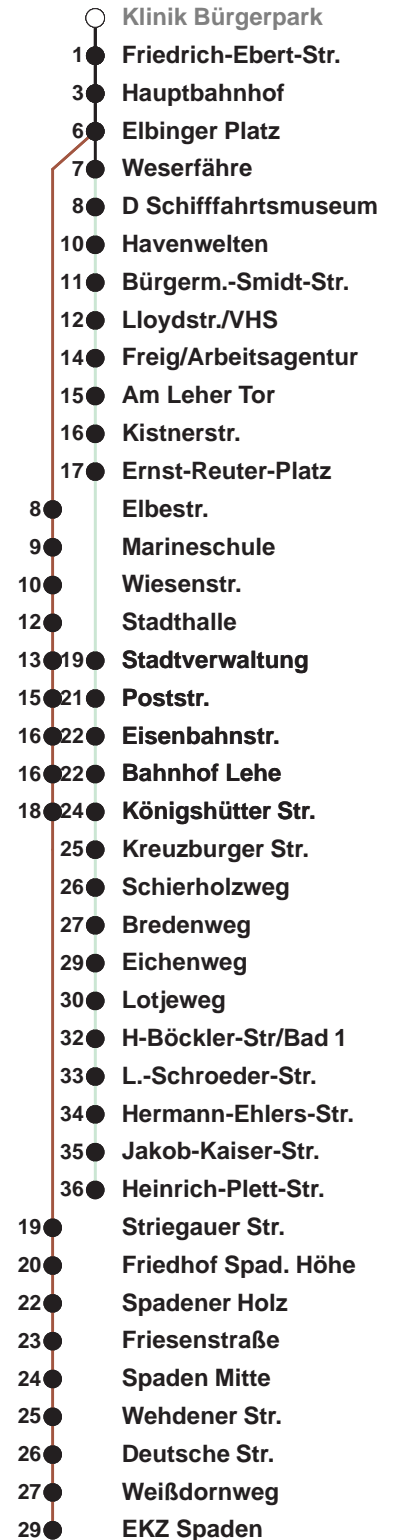 Klinik Bürgerpark
1 Friedrich-Ebert-Str.
3 Hauptbahnhof
6 Elbinger Platz
7 Weserfähre
8 D Schifffahrtsmuseum
10 Havenwelten
11 Bürgerm.-Smidt-Str.
12 Lloydstr./VHS
14 Freig/Arbeitsagentur
15 Am Leher Tor
16 Kistnerstr.
17 Ernst-Reuter-Platz
8 Elbestr.
9 Marineschule
10 Wiesenstr.
12 Stadthalle
13 19 Stadtverwaltung
15 21 Poststr.
16 22 Eisenbahnstr.
16 22 Bahnhof Lehe
18 24 Königshütter Str.
25 Kreuzburger Str.
26 Schierholzweg
27 Bredenweg
29 Eichenweg
30 Lotjeweg
32 H-Böckler-Str/Bad 1
33 L.-Schroeder-Str.
34 Hermann-Ehlers-Str.
35 Jakob-Kaiser-Str.
36 Heinrich-Plett-Str.
19 Striegauer Str.
20 Friedhof Spad. Höhe
22 Spadener Holz
23 Friesenstraße
24 Spaden Mitte
25 Wehdener Str.
26 Deutsche Str.
27 Weißdornweg
29 EKZ Spaden